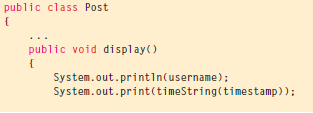 public class Post
{
    ...
    public void display()
    {
        System.out.println(username);
        System.out.print(timeString(timestamp));